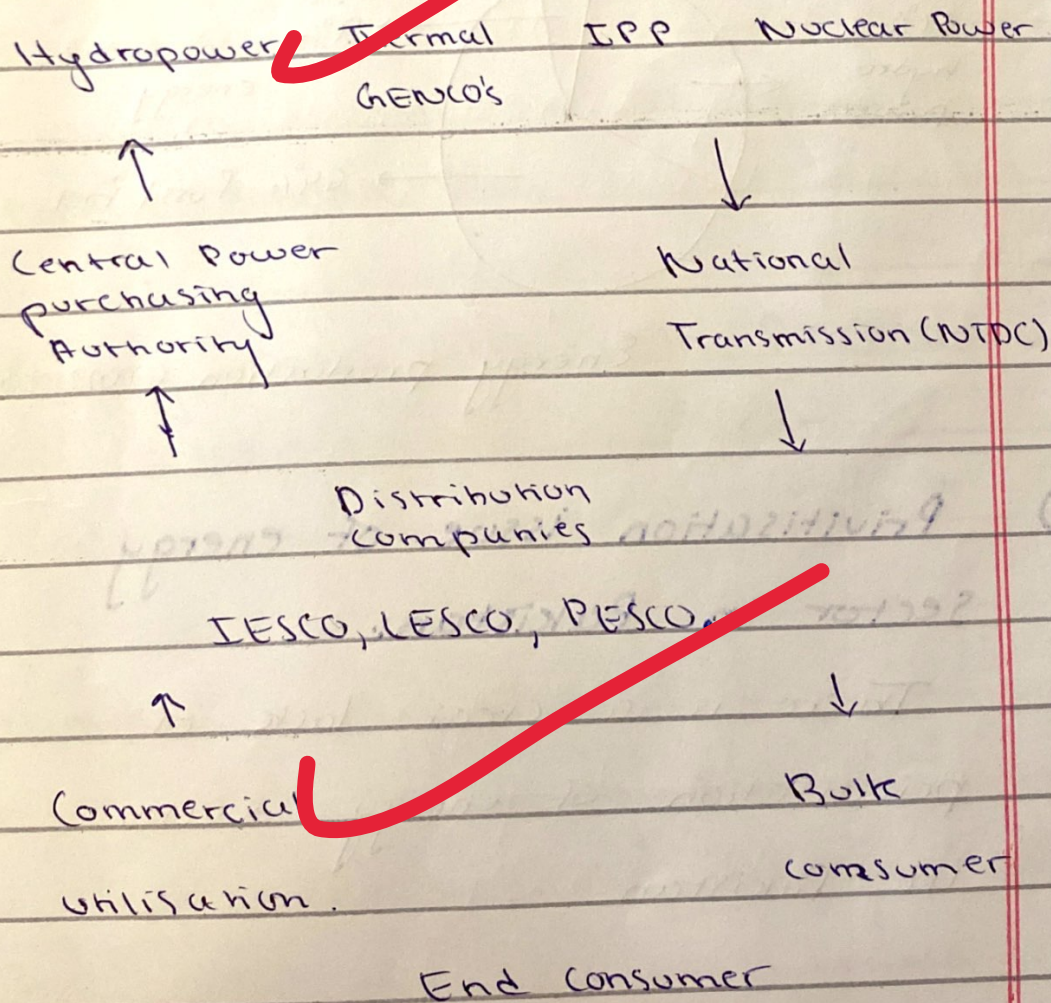 Hydropower Thermal IPP Nuclear Power
GENCO's
↑ ↓
Central Power National
purchasing
Authority Transmission (NTDC)
↑ ↓
Distribution
Companies
IESCO, LESCO, PESCO.
↑ ↓
Commercial Bulk
utilisation. consumer
End Consumer